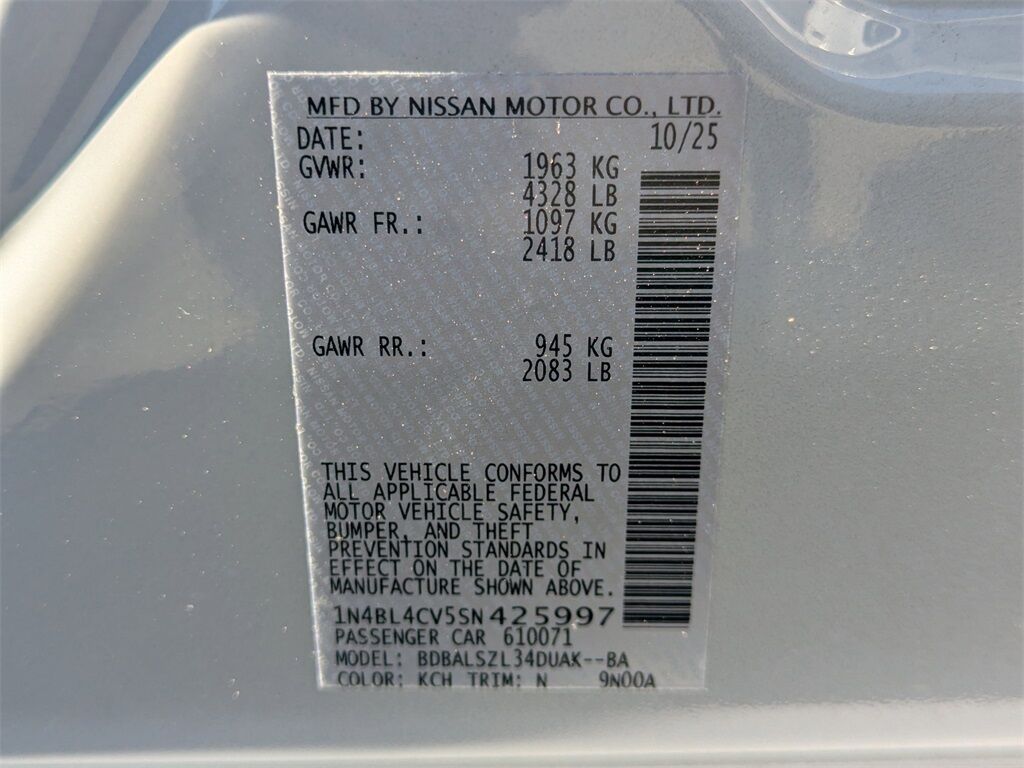 MFD BY NISSAN MOTOR CO., LTD.
DATE: 10/25
GVWR: 1963 KG
4328 LB
GAWR FR.: 1097 KG
2418 LB
GAWR RR.: 945 KG
2083 LB
THIS VEHICLE CONFORMS TO
ALL APPLICABLE FEDERAL
MOTOR VEHICLE SAFETY,
BUMPER, AND THEFT
PREVENTION STANDARDS IN
EFFECT ON THE DATE OF
MANUFACTURE SHOWN ABOVE.
1N4BL4CV5SN425997
PASSENGER CAR 610071
MODEL: BDBALSZL34DUAK--BA
COLOR: KCH TRIM: N 9N00A